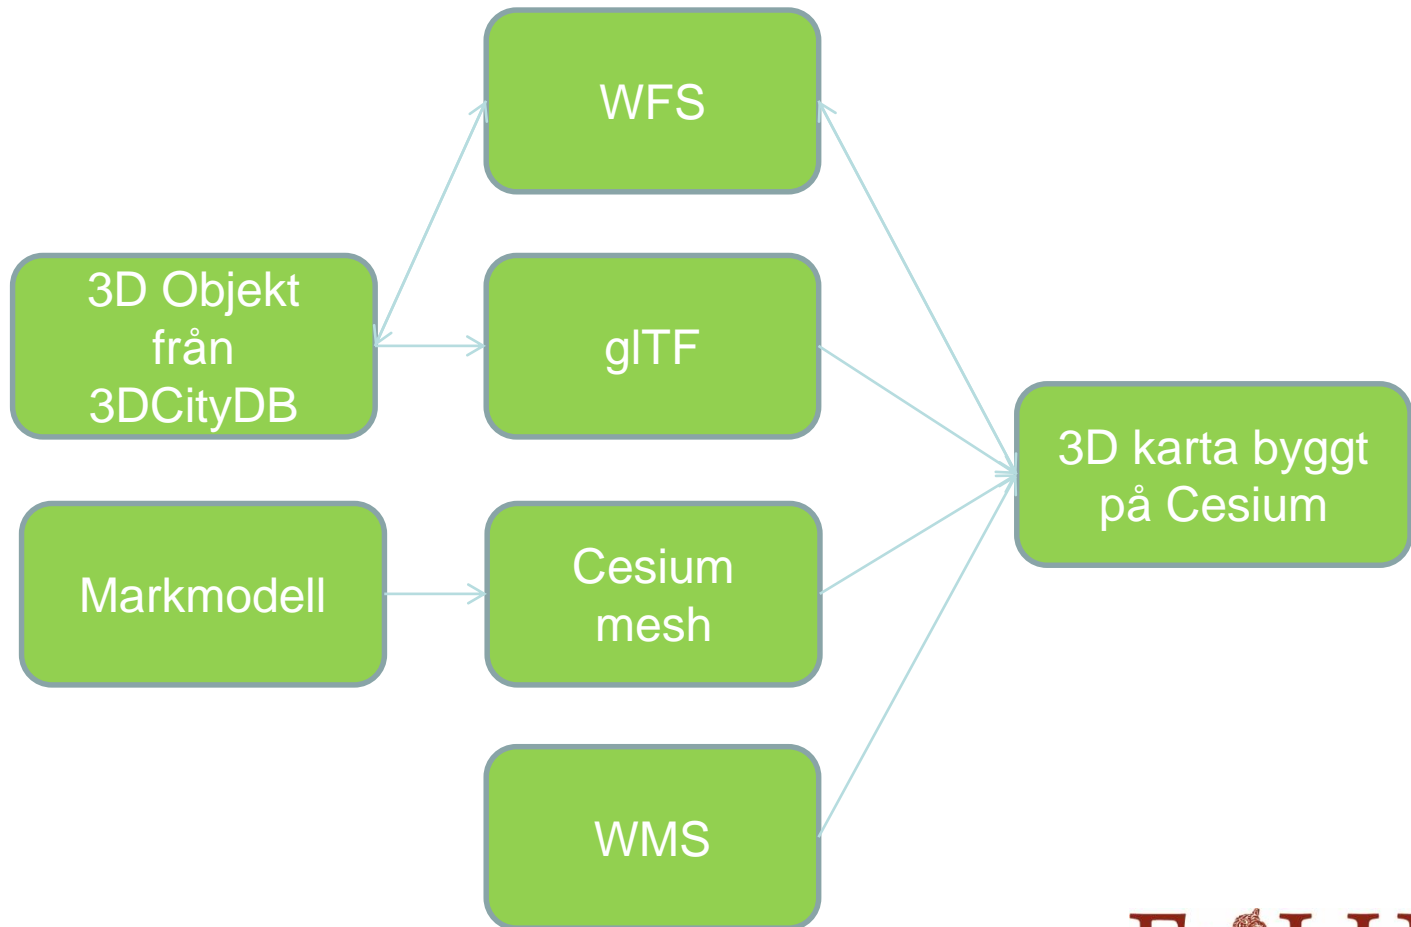 WFS
3D Objekt
från
3DCityDB
glTF
3D karta byggt
på Cesium
Markmodell
Cesium
mesh
WMS